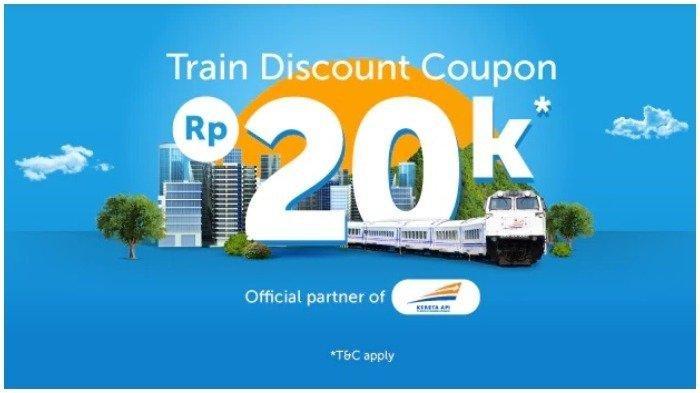 Train Discount Coupon
Rp 20k*
Official partner of
KERETA API
*T&C apply